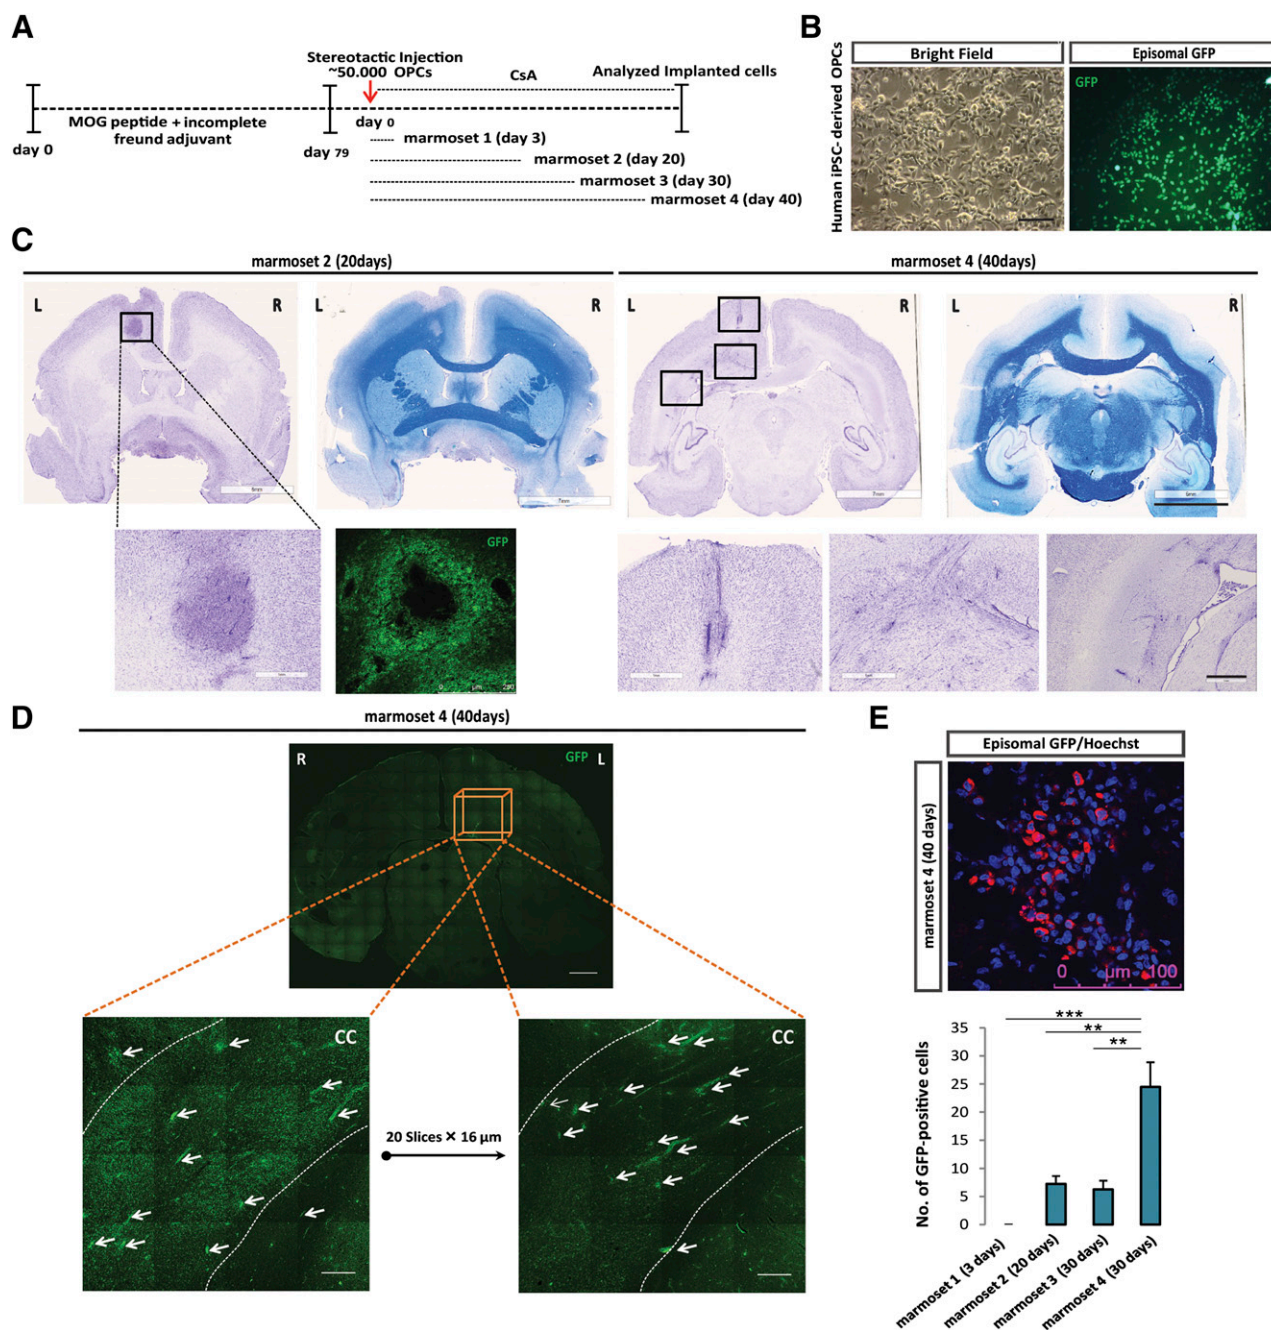 A
Stereotactic Injection
~50.000 OPCs
CsA
Analyzed Implanted cells
MOG peptide + incomplete
freund adjuvant
day 0
day 0
day 79
marmoset 1 (day 3)
marmoset 2 (day 20)
marmoset 3 (day 30)
marmoset 4 (day 40)
B
Human iPSC- derived OPCs
Bright Field
Episomal GFP
GFP
C
marmoset 2 (20days)
marmoset 4 (40days)
L R
L R
L R
L R
GFP
D
marmoset 4 (40days)
R GFP L
CC
20 Slices × 16 µm
CC
E
Episomal GFP/Hoechst
marmoset 4 (40 days)
0 µm 100
No. of GFP-positive cells
35
30
25
20
15
10
5
0
***
**
**
marmoset 1 (3 days)
marmoset 2 (20 days)
marmoset 3 (30 days)
marmoset 4 (30 days)